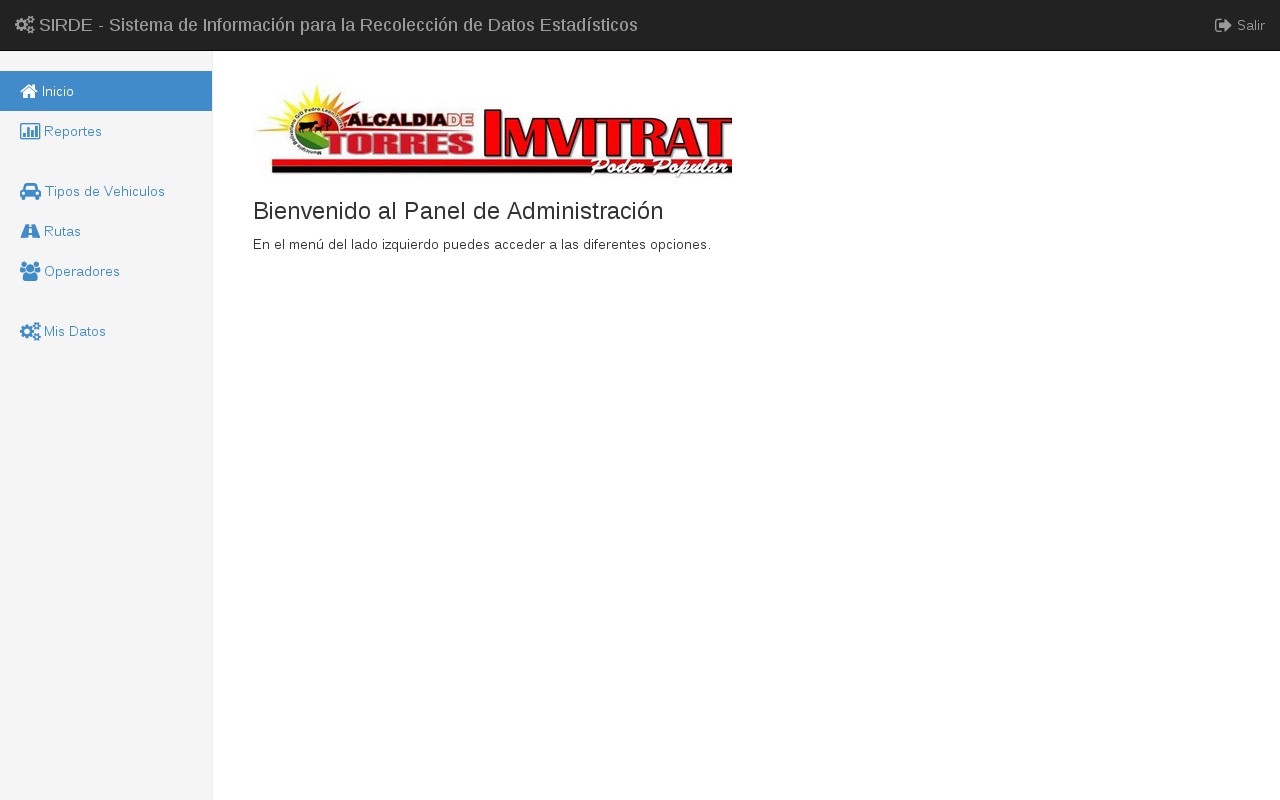 SIRDE - Sistema de Información para la Recolección de Datos Estadísticos
Salir
Inicio
Reportes
Tipos de Vehiculos
Rutas
Operadores
Mis Datos
ALCALDIA DE
TORRES
IMVITRAT
Poder Popular
Bienvenido al Panel de Administración
En el menú del lado izquierdo puedes acceder a las diferentes opciones.